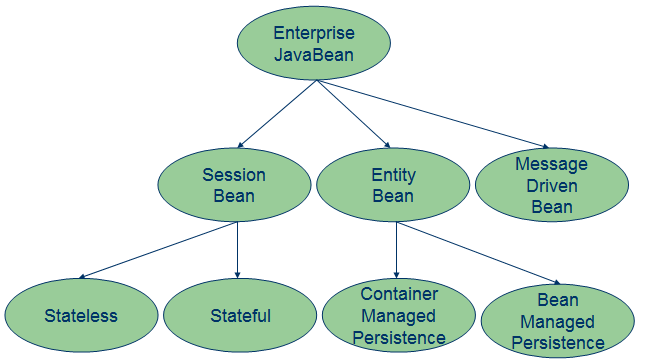 Enterprise
JavaBean
Session
Bean
Entity
Bean
Message
Driven
Bean
Stateless
Stateful
Container
Managed
Persistence
Bean
Managed
Persistence